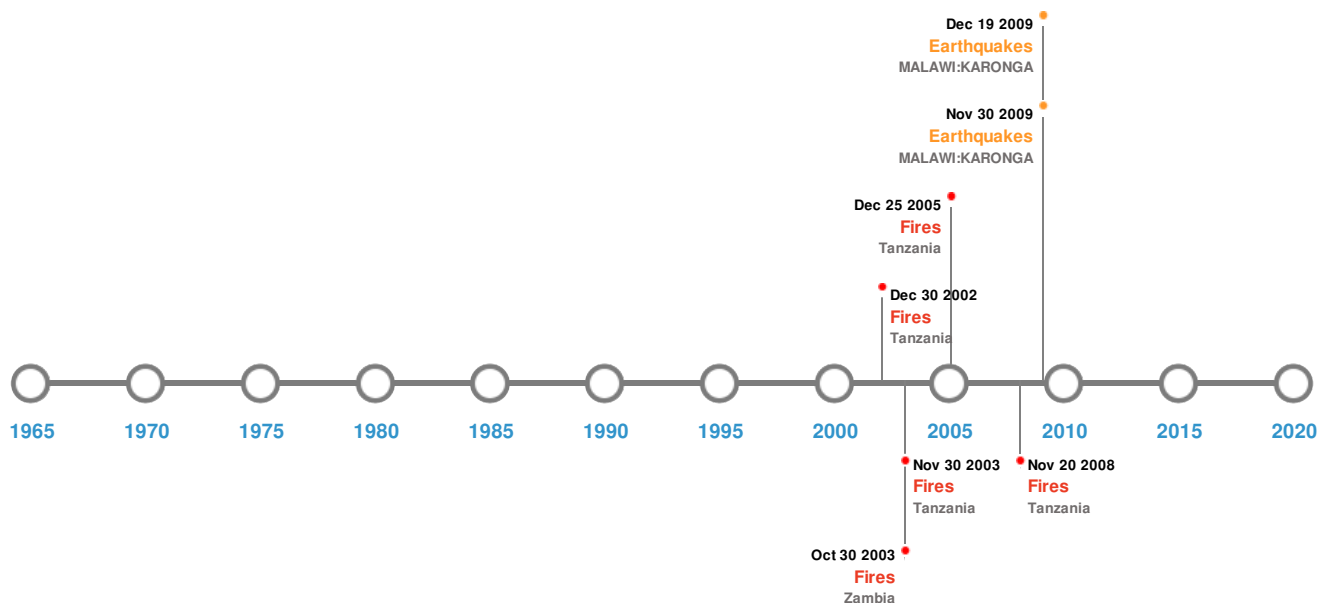 Dec 19 2009
Earthquakes
MALAWI:KARONGA
Nov 30 2009
Earthquakes
MALAWI:KARONGA
Dec 25 2005
Fires
Tanzania
Dec 30 2002
Fires
Tanzania
1965 1970 1975 1980 1985 1990 1995 2000 2005 2010 2015 2020
Nov 30 2003
Fires
Tanzania
Nov 20 2008
Fires
Tanzania
Oct 30 2003
Fires
Zambia